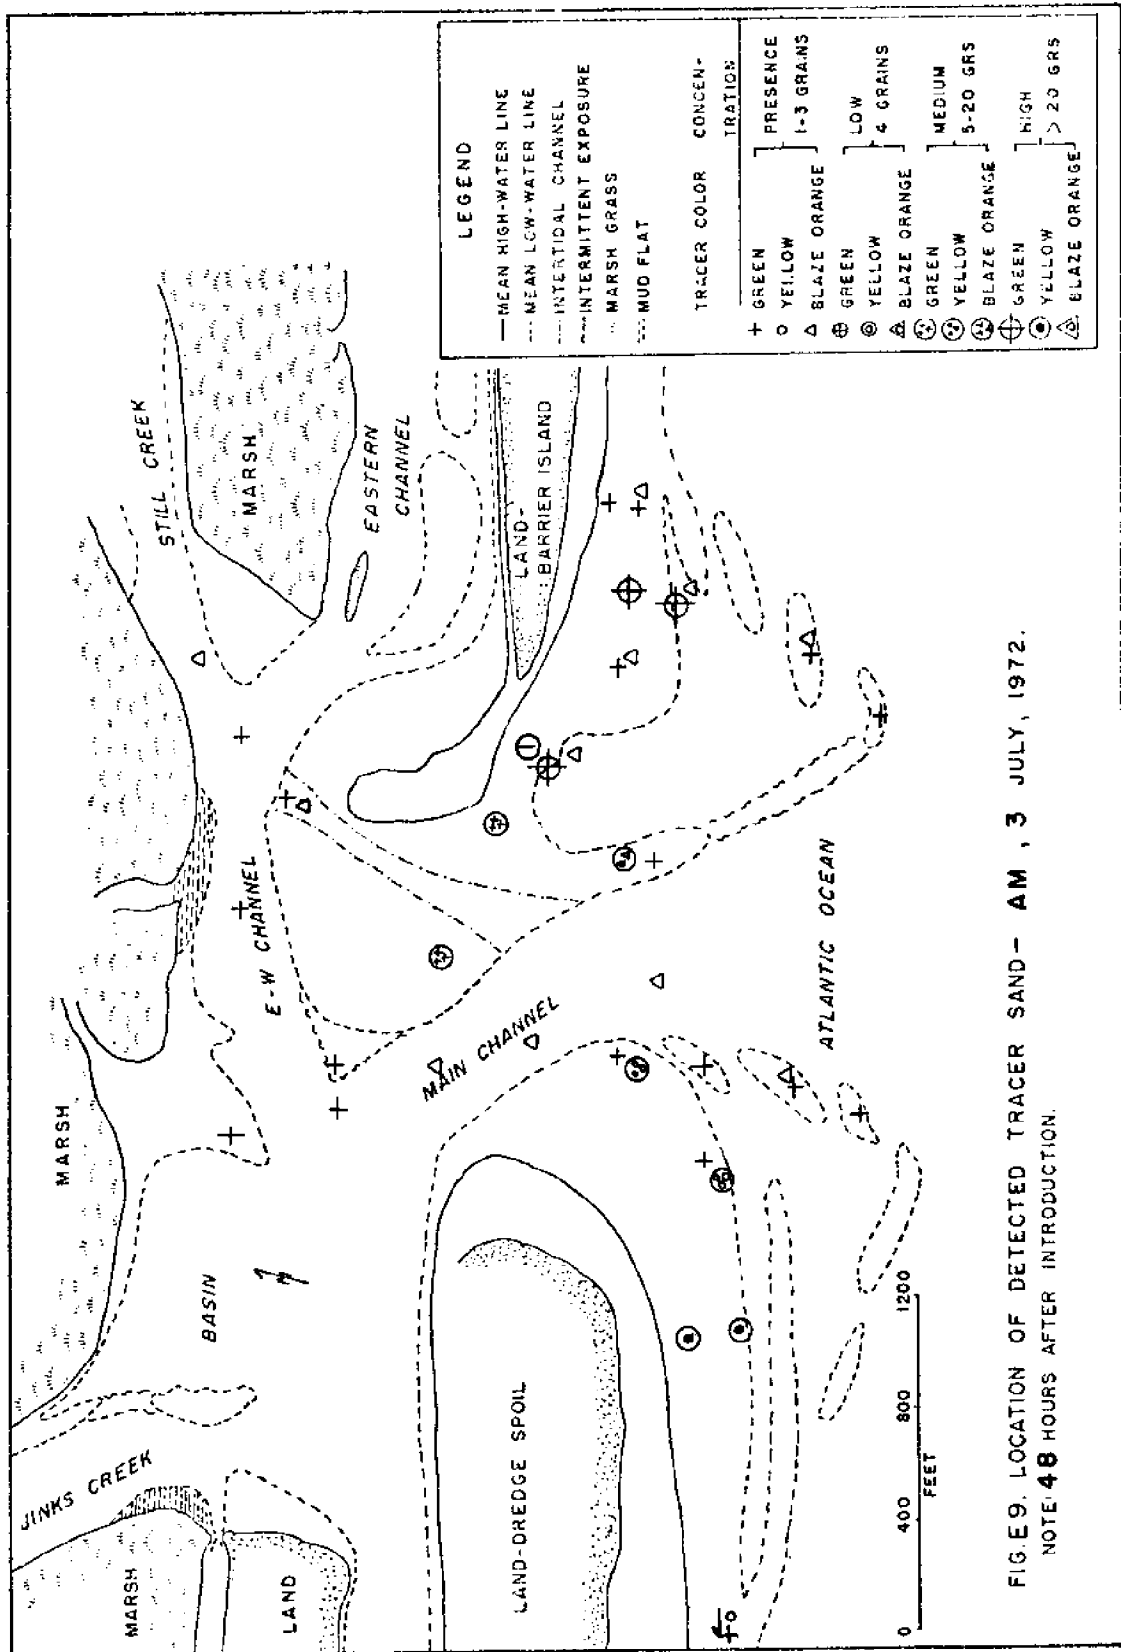 STILL CREEK
MARSH
EASTERN
CHANNEL
LAND-
BARRIER ISLAND
E-W CHANNEL
MARSH
MAIN CHANNEL
ATLANTIC OCEAN
BASIN
JINKS CREEK
MARSH
LAND
LAND-DREDGE SPOIL
LEGEND
MEAN HIGH-WATER LINE
MEAN LOW-WATER LINE
INTERTIDAL CHANNEL
INTERMITTENT EXPOSURE
MARSH GRASS
MUD FLAT
TRACER COLOR CONCEN-
TRATION
+ GREEN
o YELLOW
△ BLAZE ORANGE
PRESENCE
1-3 GRAINS
GREEN
YELLOW
BLAZE ORANGE
LOW
4 GRAINS
GREEN
YELLOW
BLAZE ORANGE
MEDIUM
5-20 GRS
GREEN
YELLOW
BLAZE ORANGE
HIGH
> 20 GRS
0 400 800 1200
FEET
FIG. E9. LOCATION OF DETECTED TRACER SAND- AM , 3 JULY, 1972.
NOTE: 48 HOURS AFTER INTRODUCTION.